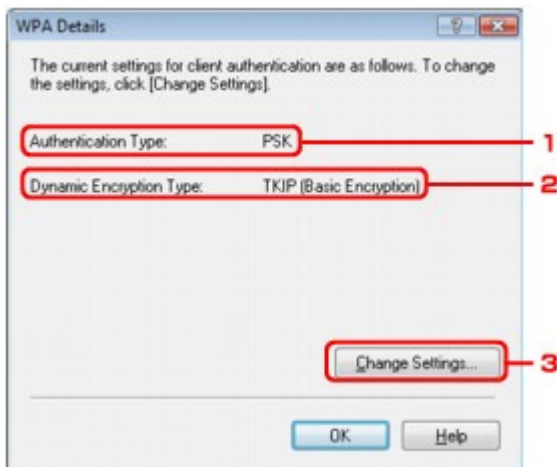 WPA Details
The current settings for client authentication are as follows. To change
the settings, click [Change Settings].
Authentication Type: PSK
1
Dynamic Encryption Type: TKIP (Basic Encryption)
2
Change Settings...
3
OK Help